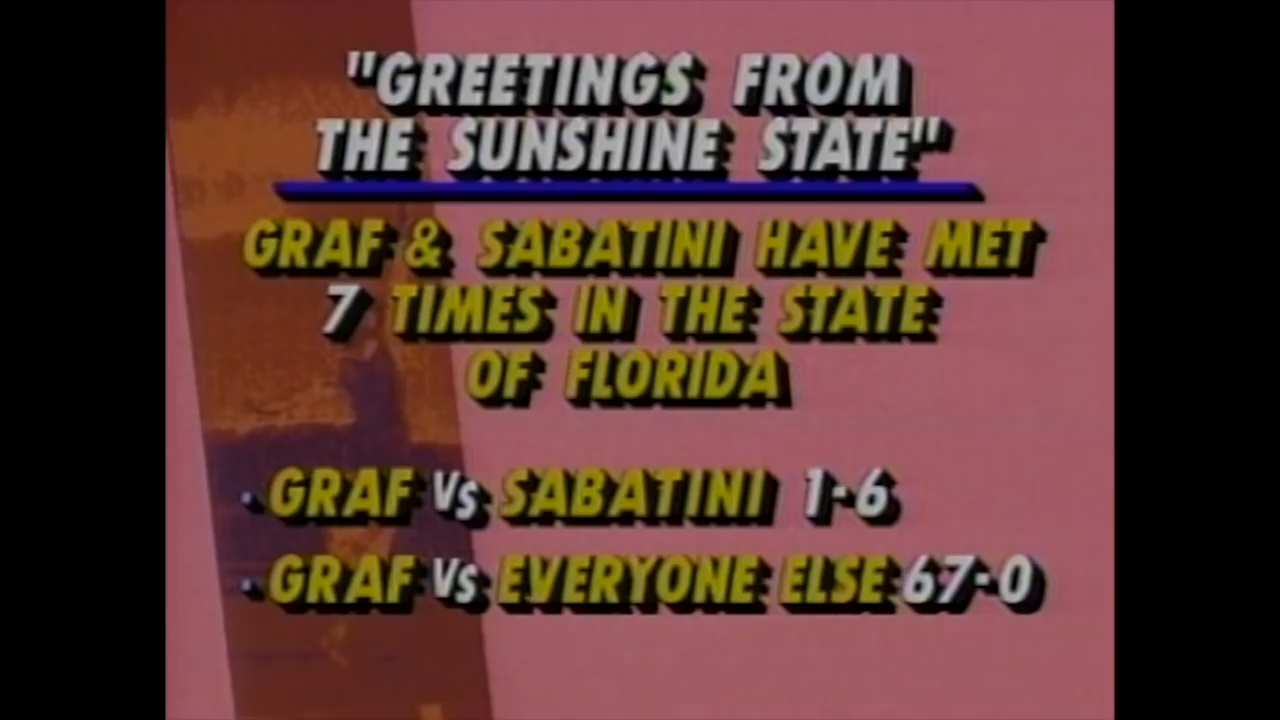 "GREETINGS FROM
THE SUNSHINE STATE"
GRAF & SABATINI HAVE MET
7 TIMES IN THE STATE
OF FLORIDA
• GRAF Vs SABATINI 1-6
• GRAF Vs EVERYONE ELSE 67-0